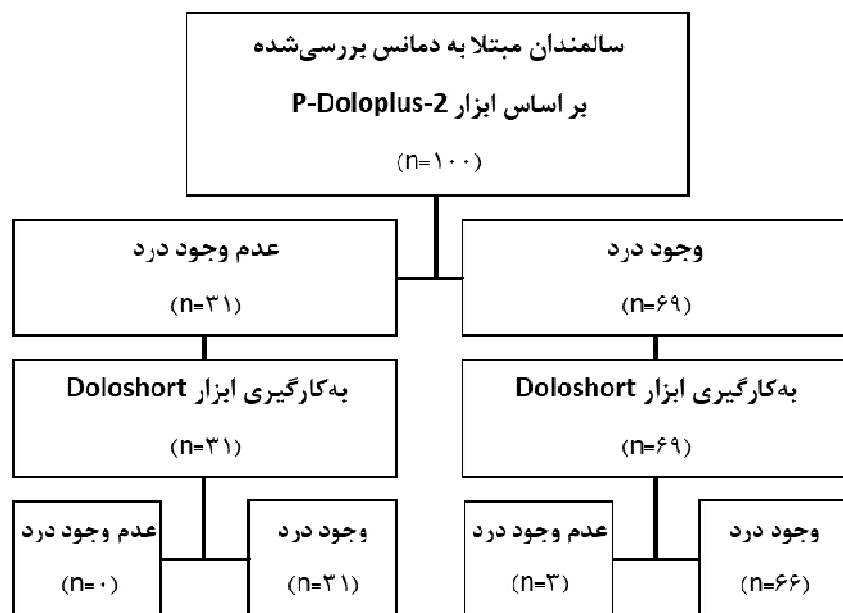 سالمندان مبتلا به دمانس بررسی‌شده
بر اساس ابزار P-Doloplus-2
(n=۱۰۰)
وجود درد
(n=۶۹)
عدم وجود درد
(n=۳۱)
به‌کارگیری ابزار Doloshort
(n=۶۹)
به‌کارگیری ابزار Doloshort
(n=۳۱)
وجود درد
(n=۶۶)
عدم وجود درد
(n=۳)
وجود درد
(n=۳۱)
عدم وجود درد
(n=۰)